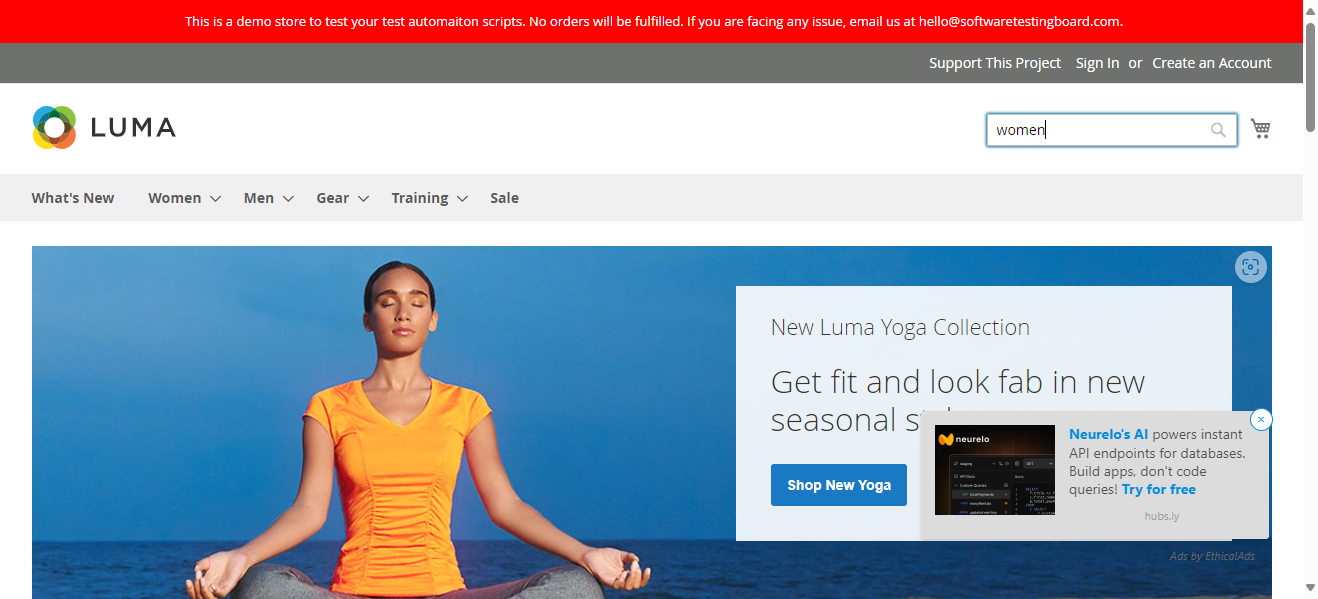 This is a demo store to test your test automaiton scripts. No orders will be fulfilled. If you are facing any issue, email us at hello@softwaretestingboard.com.
Support This Project Sign In or Create an Account
LUMA
women
What's New Women Men Gear Training Sale
New Luma Yoga Collection
Get fit and look fab in new
seasonal
Shop New Yoga
neurelo
Neurelo's AI powers instant
API endpoints for databases.
Build apps, don't code
queries! Try for free
hubs.ly
Ads by EthicalAds